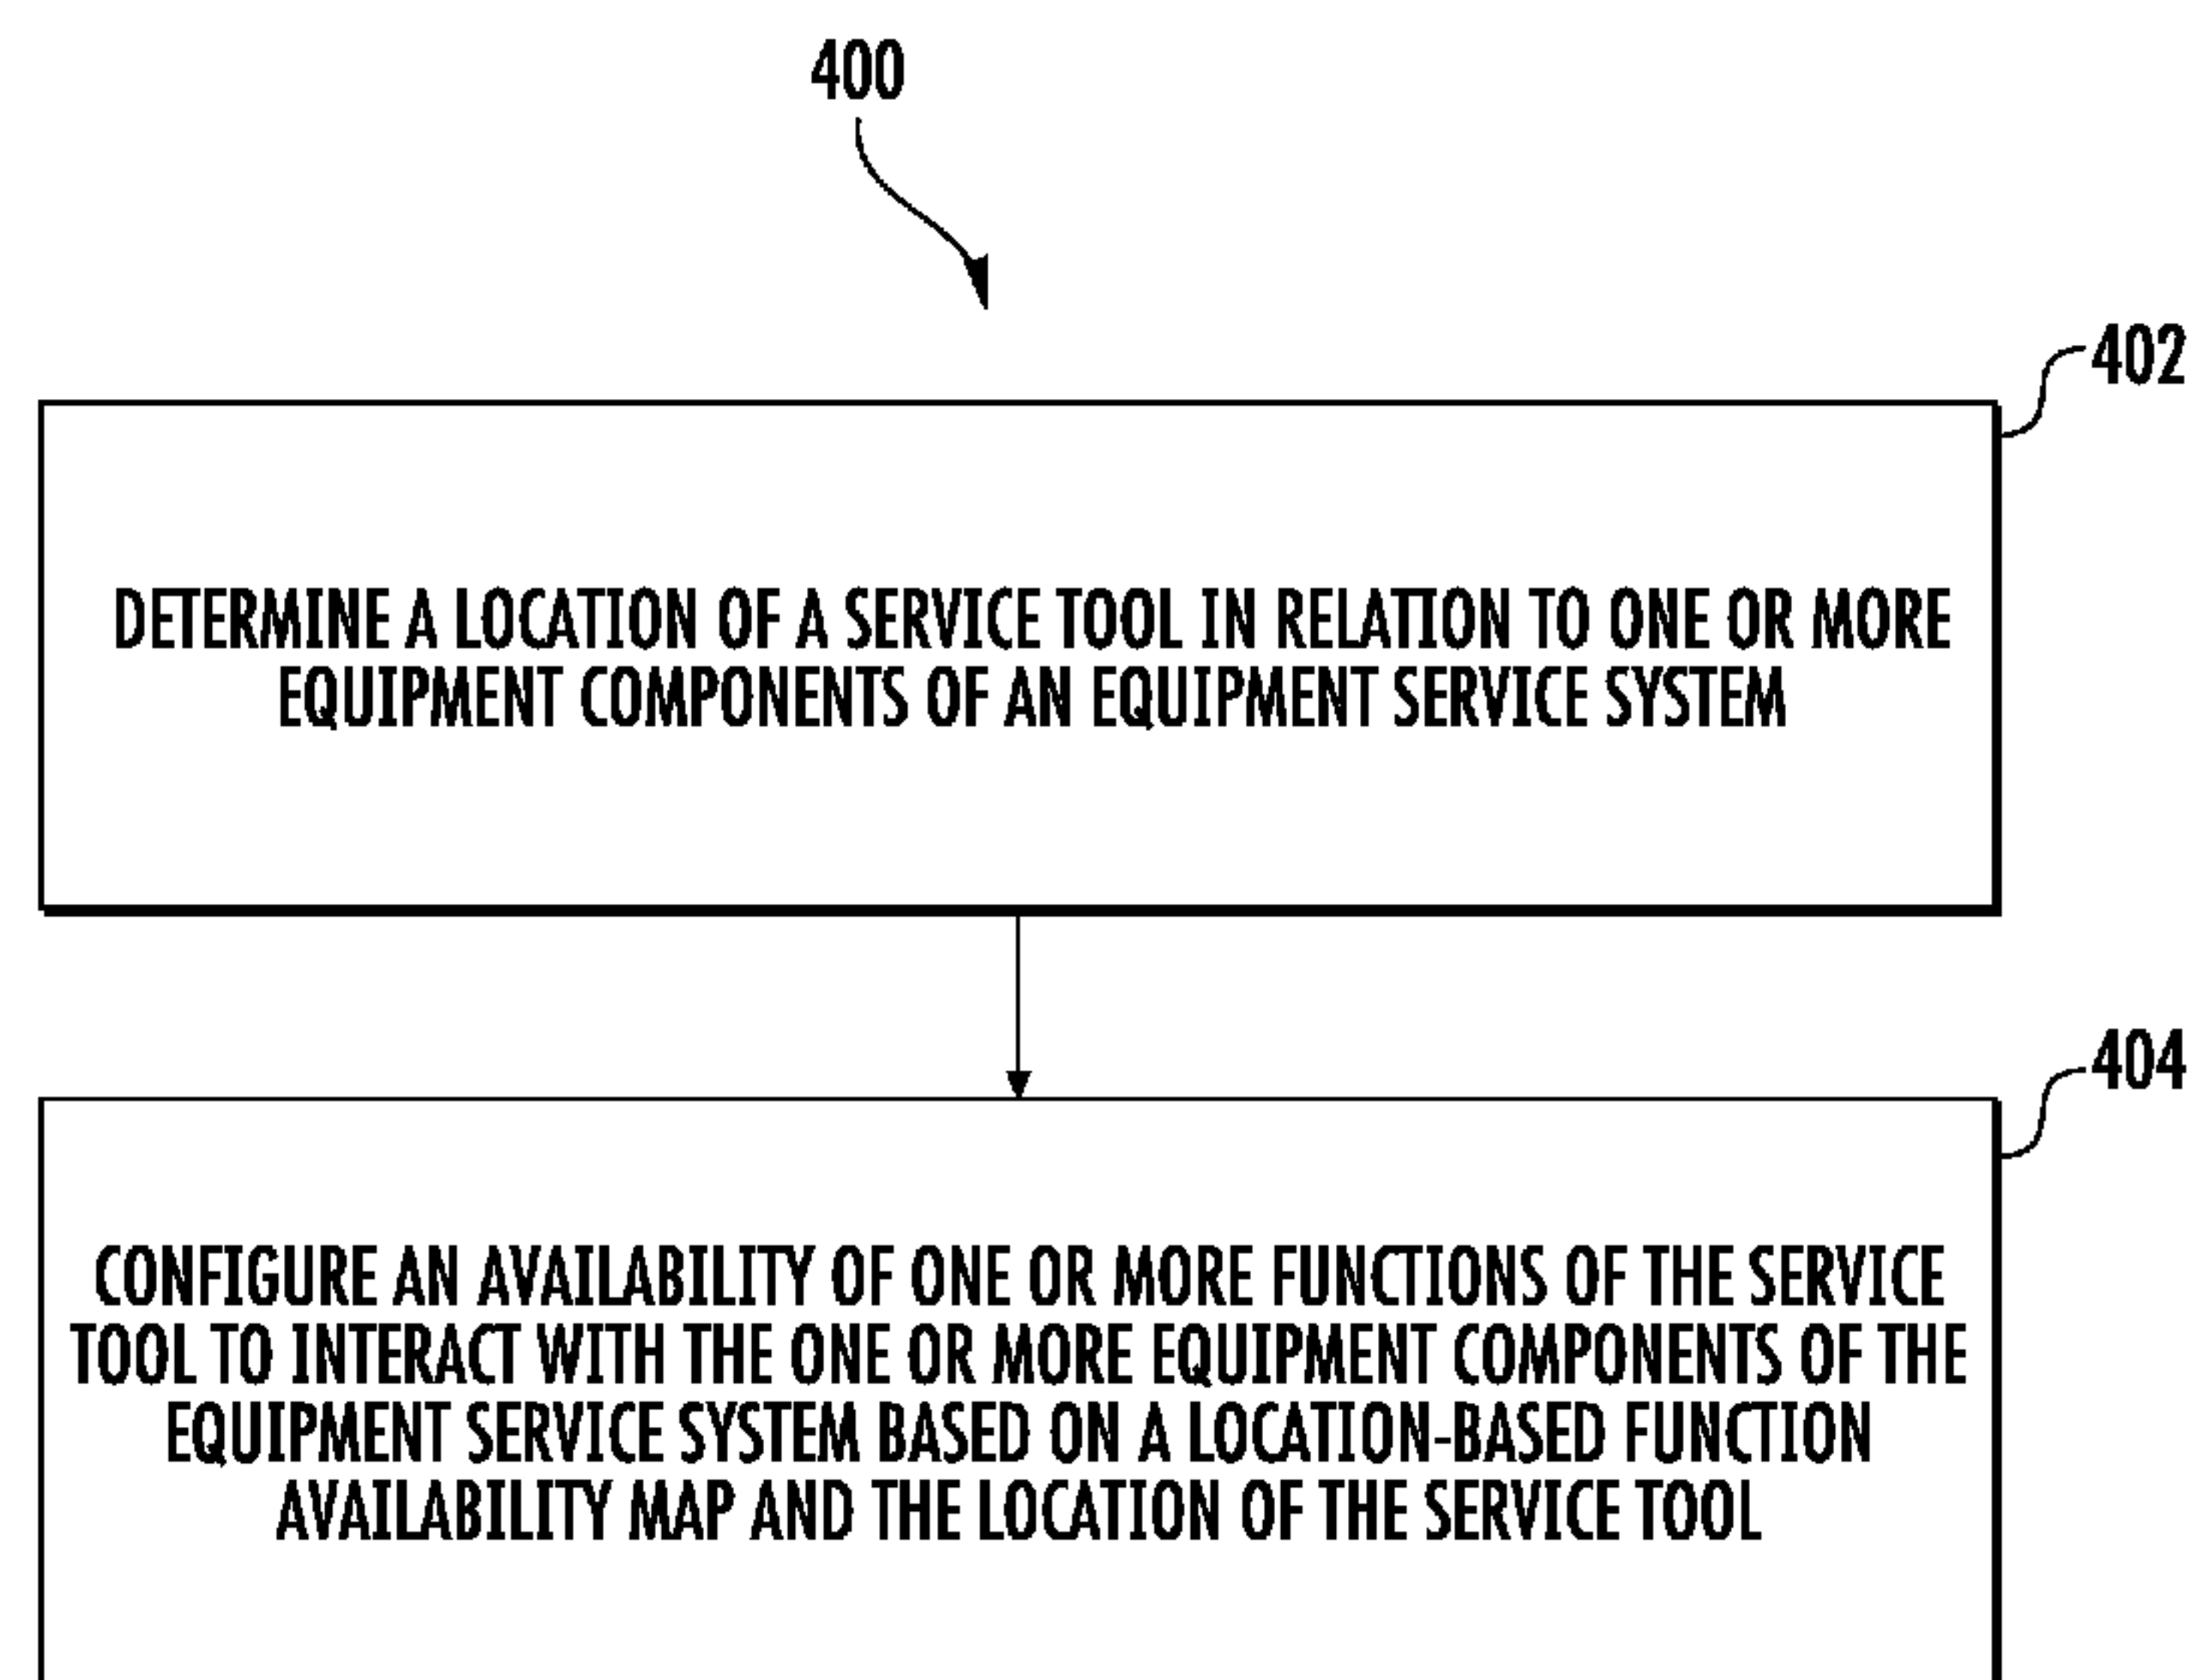 400
402
DETERMINE A LOCATION OF A SERVICE TOOL IN RELATION TO ONE OR MORE
EQUIPMENT COMPONENTS OF AN EQUIPMENT SERVICE SYSTEM
404
CONFIGURE AN AVAILABILITY OF ONE OR MORE FUNCTIONS OF THE SERVICE
TOOL TO INTERACT WITH THE ONE OR MORE EQUIPMENT COMPONENTS OF THE
EQUIPMENT SERVICE SYSTEM BASED ON A LOCATION-BASED FUNCTION
AVAILABILITY MAP AND THE LOCATION OF THE SERVICE TOOL